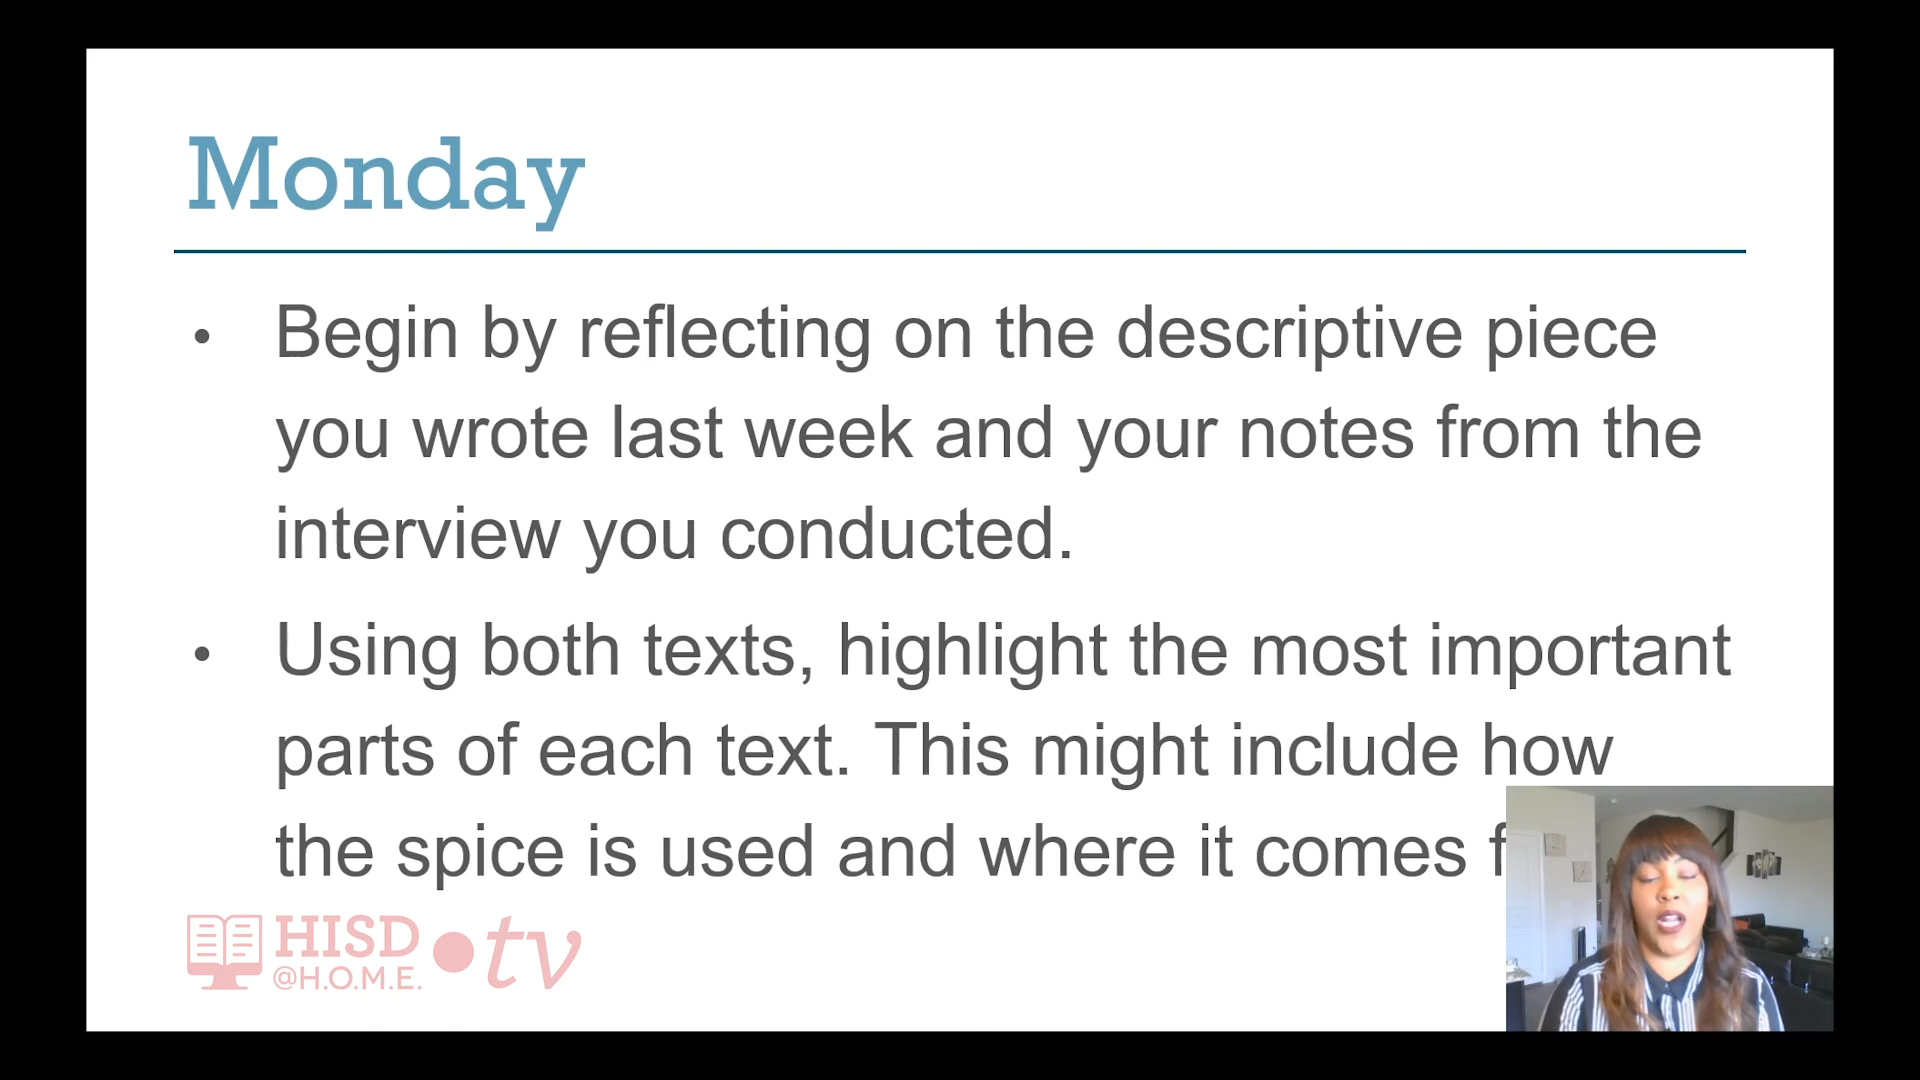 Monday
• Begin by reflecting on the descriptive piece
you wrote last week and your notes from the
interview you conducted.
• Using both texts, highlight the most important
parts of each text. This might include how
the spice is used and where it comes
HISD
@H.O.M.E.
tv